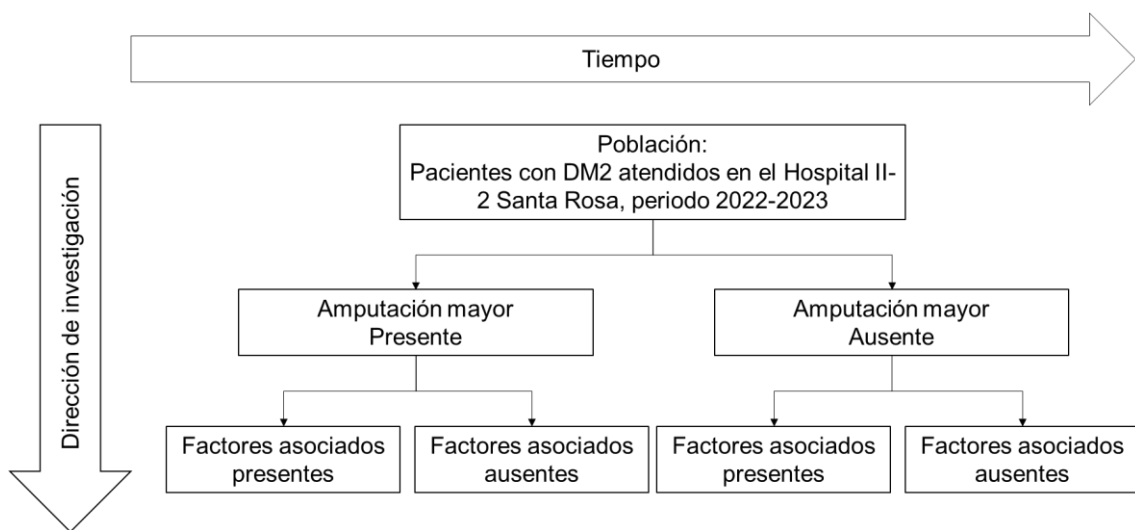 Tiempo
Dirección de investigación
Población:
Pacientes con DM2 atendidos en el Hospital II-
2 Santa Rosa, periodo 2022-2023
Amputación mayor
Presente
Amputación mayor
Ausente
Factores asociados
presentes
Factores asociados
ausentes
Factores asociados
presentes
Factores asociados
ausentes